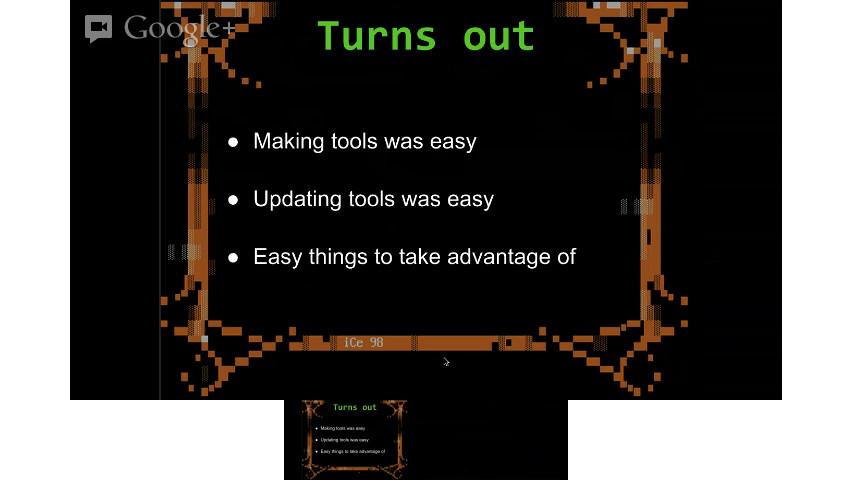 Google+
Turns out
● Making tools was easy
● Updating tools was easy
● Easy things to take advantage of
iCe 98
Turns out
● Making tools was easy
● Updating tools was easy
● Easy things to take advantage of